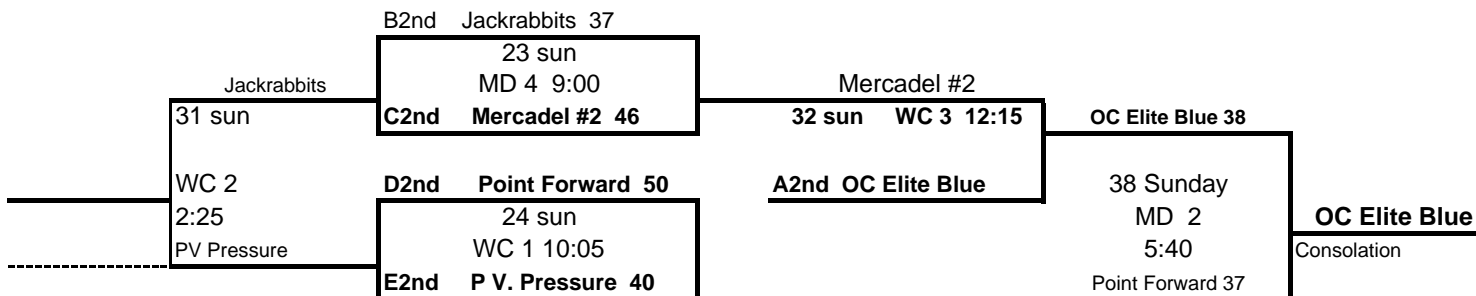 B2nd Jackrabbits 37
23 sun
Jackrabbits MD 4 9:00 Mercadel #2
31 sun C2nd Mercadel #2 46 32 sun WC 3 12:15 OC Elite Blue 38
WC 2 D2nd Point Forward 50 A2nd OC Elite Blue 38 Sunday
2:25 24 sun MD 2 OC Elite Blue
PV Pressure WC 1 10:05 5:40 Consolation
E2nd P V. Pressure 40 Point Forward 37